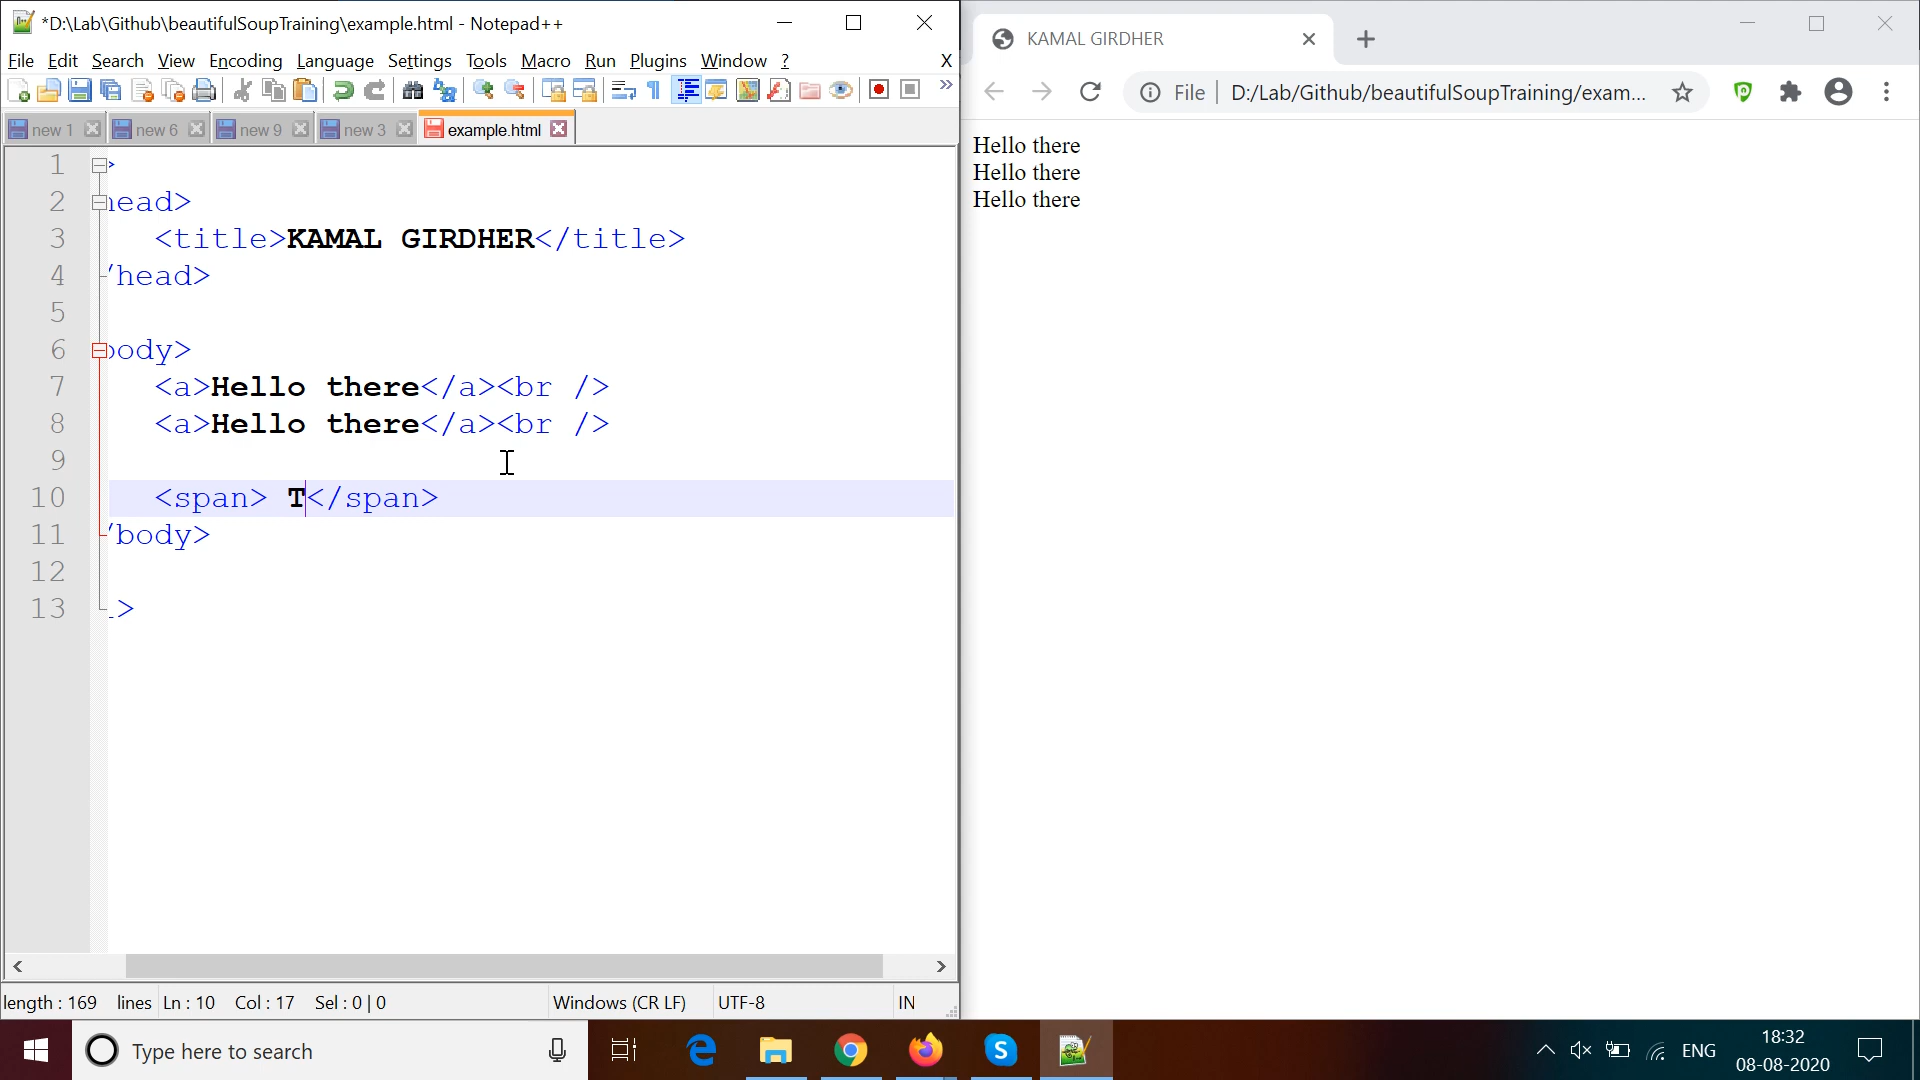 *D:\Lab\Github\beautifulSoupTraining\example.html - Notepad++
File Edit Search View Encoding Language Settings Tools Macro Run Plugins Window ? X
new 1 new 6 new 9 new 3 example.html
1 >
2 head>
3 <title>KAMAL GIRDHER</title>
4 /head>
5
6 body>
7 <a>Hello there</a><br />
8 <a>Hello there</a><br />
9
10 <span> T</span>
11 /body>
12
13 >
length : 169 lines Ln : 10 Col : 17 Sel : 0 | 0 Windows (CR LF) UTF-8 IN
KAMAL GIRDHER
File D:/Lab/Github/beautifulSoupTraining/exam...
Hello there
Hello there
Hello there
Type here to search
ENG
18:32
08-08-2020